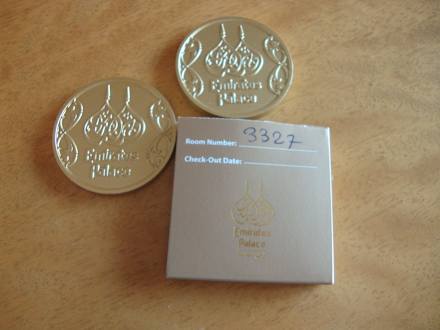 Emirates
Palace
Emirates
Palace
Room Number: 3327
Check-Out Date:
Emirates
Palace